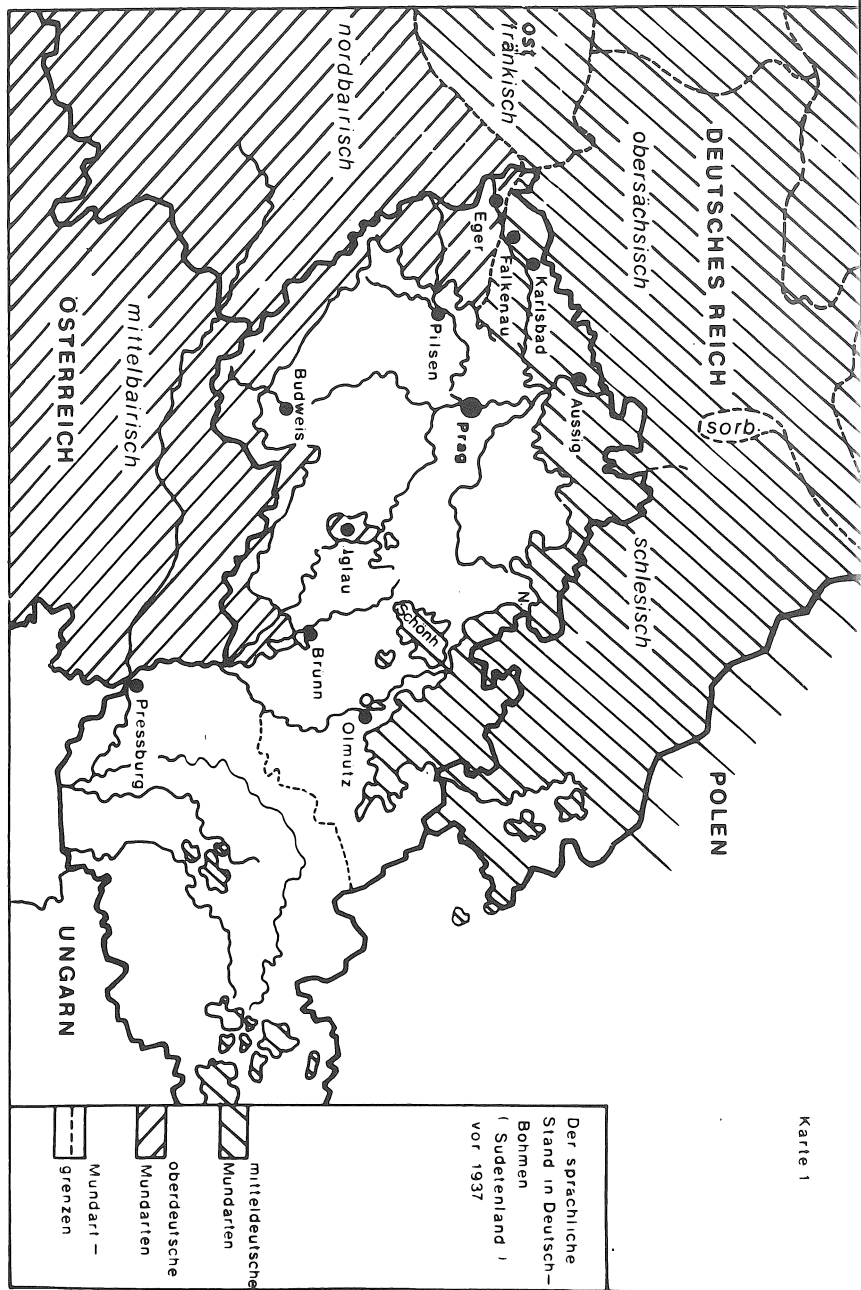 Karte 1
DEUTSCHES REICH
POLEN
ÖSTERREICH
UNGARN
ost
fränkisch
obersächsisch
nordbairisch
mittelbairisch
schlesisch
sorb.
Eger
Falkenau
Karlsbad
Aussig
Pilsen
Prag
Budweis
Iglau
N.
Schönh
Brünn
Olmütz
Pressburg
Der sprachliche
Stand in Deutsch–
Bohmen
( Sudetenland )
vor 1937
mitteldeutsche
Mundarten
oberdeutsche
Mundarten
Mundart –
grenzen